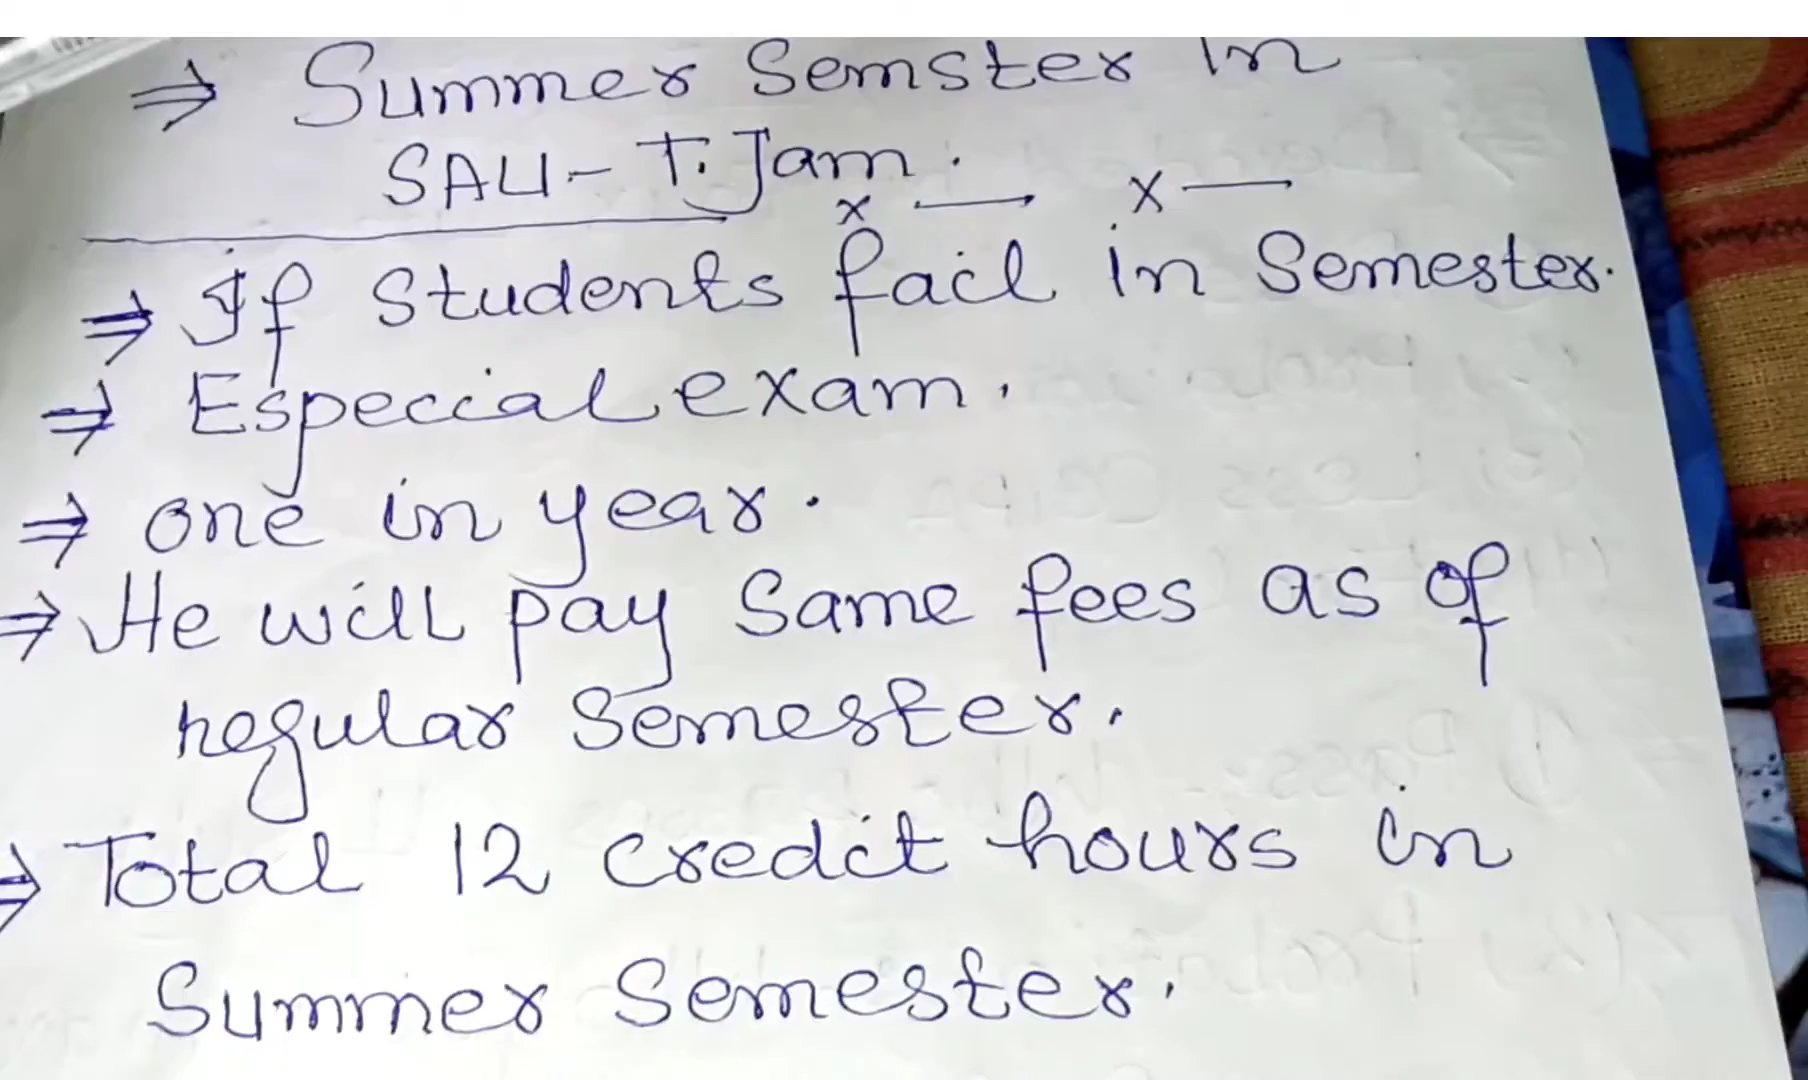 ⇒ Summer Semster in
SAU - T.Jam.
x — x —
⇒ If Students fail in Semester.
⇒ Especial exam.
⇒ one in year.
⇒ He will pay Same fees as of
regular Semester.
⇒ Total 12 credit hours in
Summer Semester.